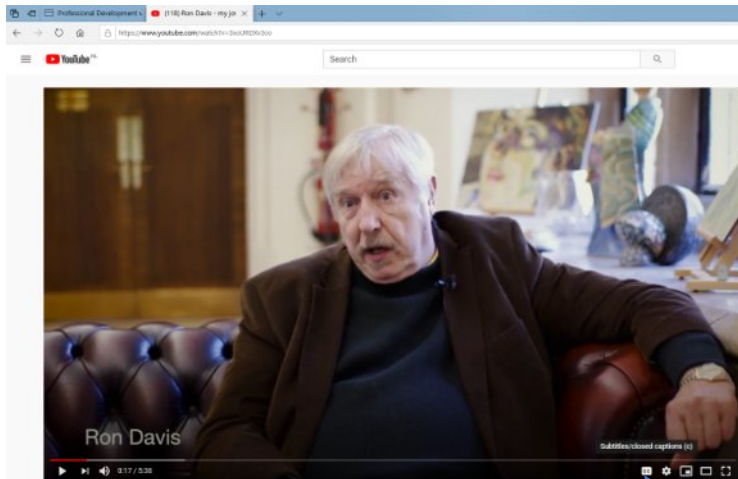 Professional Development
(118) Ron Davis - my jo
https://www.youtube.com/watch?v=
YouTube
Search
Ron Davis
Subtitles/closed captions (c)
0:17 / 5:38